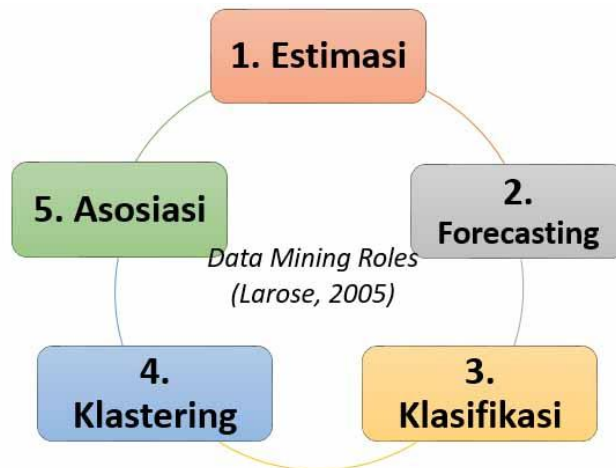 1. Estimasi
2.
Forecasting
3.
Klasifikasi
4.
Klastering
5. Asosiasi
Data Mining Roles
(Larose, 2005)